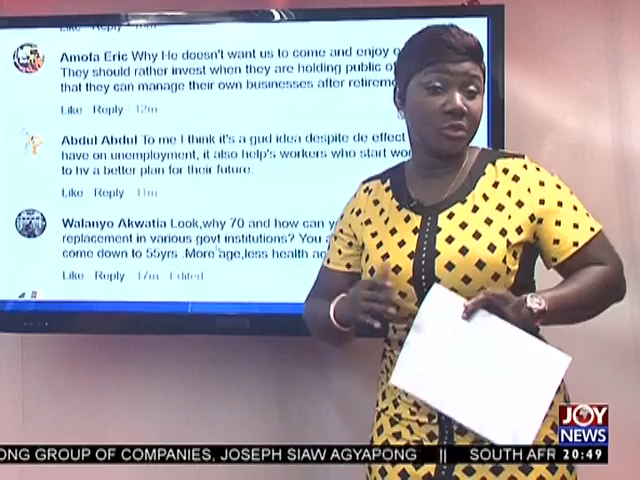 Like Reply
Amofa Eric Why He doesn't want us to come and enjoy
They should rather invest when they are holding public
that they can manage their own businesses after
Like · Reply · 12m
Abdul Abdul To me I think it's a gud idea despite de effect
have on unemployment, it also help's workers who start
to hv a better plan for their future.
Like · Reply · 11m
Walanyo Akwatia Look,why 70 and how can
replacement in various govt institutions? You
come down to 55yrs .More age,less health
Like · Reply · 17m · Edited
JOY
NEWS
ONG GROUP OF COMPANIES, JOSEPH SIAW AGYAPONG || SOUTH AFR 20:49